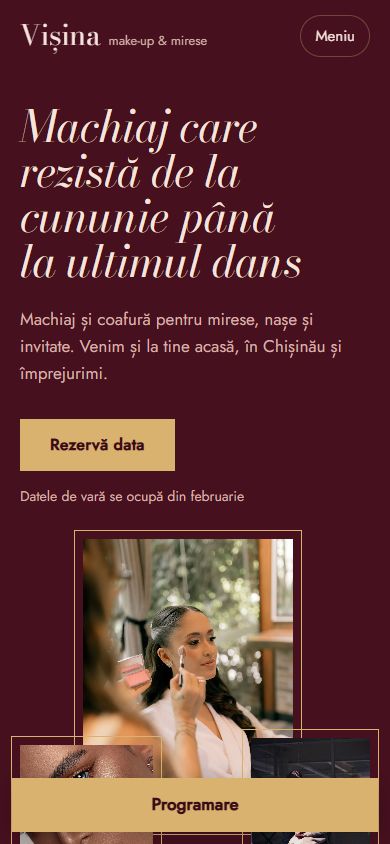 Vișina make-up & mirese
Meniu
Machiaj care
rezistă de la
cununie până
la ultimul dans
Machiaj și coafură pentru mirese, nașe și
invitate. Venim și la tine acasă, în Chișinău și
împrejurimi.
Rezervă data
Datele de vară se ocupă din februarie
Programare